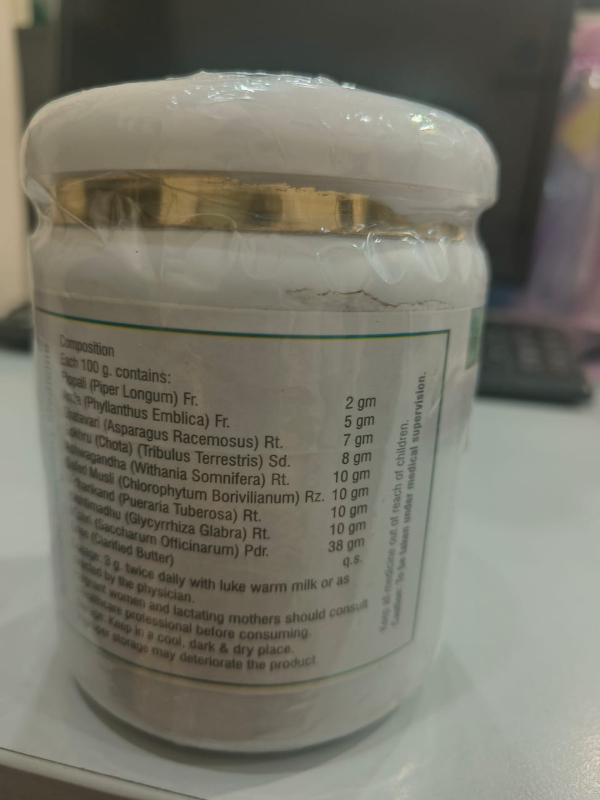 Composition
Each 100 g. contains:
(Piper Longum) Fr. 2 gm
(Phyllanthus Emblica) Fr. 5 gm
(Asparagus Racemosus) Rt. 7 gm
(Chota) (Tribulus Terrestris) Sd. 8 gm
(Withania Somnifera) Rt. 10 gm
Musli (Chlorophytum Borivilianum) Rz. 10 gm
(Pueraria Tuberosa) Rt. 10 gm
(Glycyrrhiza Glabra) Rt. 10 gm
(Saccharum Officinarum) Pdr. 38 gm
(Clarified Butter) q.s.
3 g. twice daily with luke warm milk or as
by the physician.
women and lactating mothers should consult
professional before consuming.
Keep in a cool, dark & dry place.
storage may deteriorate the product.
Keep all medicine out of reach of children.
Caution: To be taken under medical supervision.